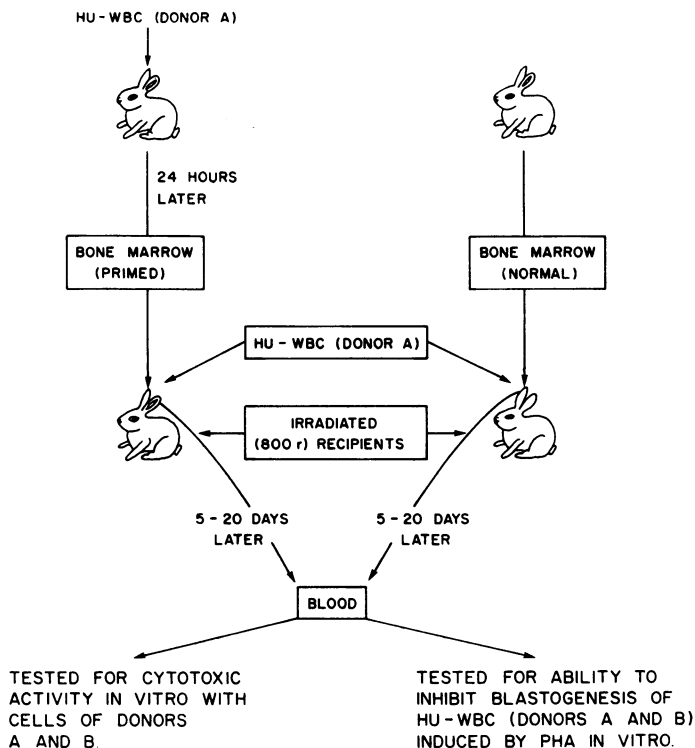 HU-WBC (DONOR A)
24 HOURS
LATER
BONE MARROW
(PRIMED)
BONE MARROW
(NORMAL)
HU - WBC (DONOR A)
IRRADIATED
(800 r) RECIPIENTS
5 - 20 DAYS
LATER
5 - 20 DAYS
LATER
BLOOD
TESTED FOR CYTOTOXIC
ACTIVITY IN VITRO WITH
CELLS OF DONORS
A AND B.
TESTED FOR ABILITY TO
INHIBIT BLASTOGENESIS OF
HU-WBC (DONORS A AND B)
INDUCED BY PHA IN VITRO.